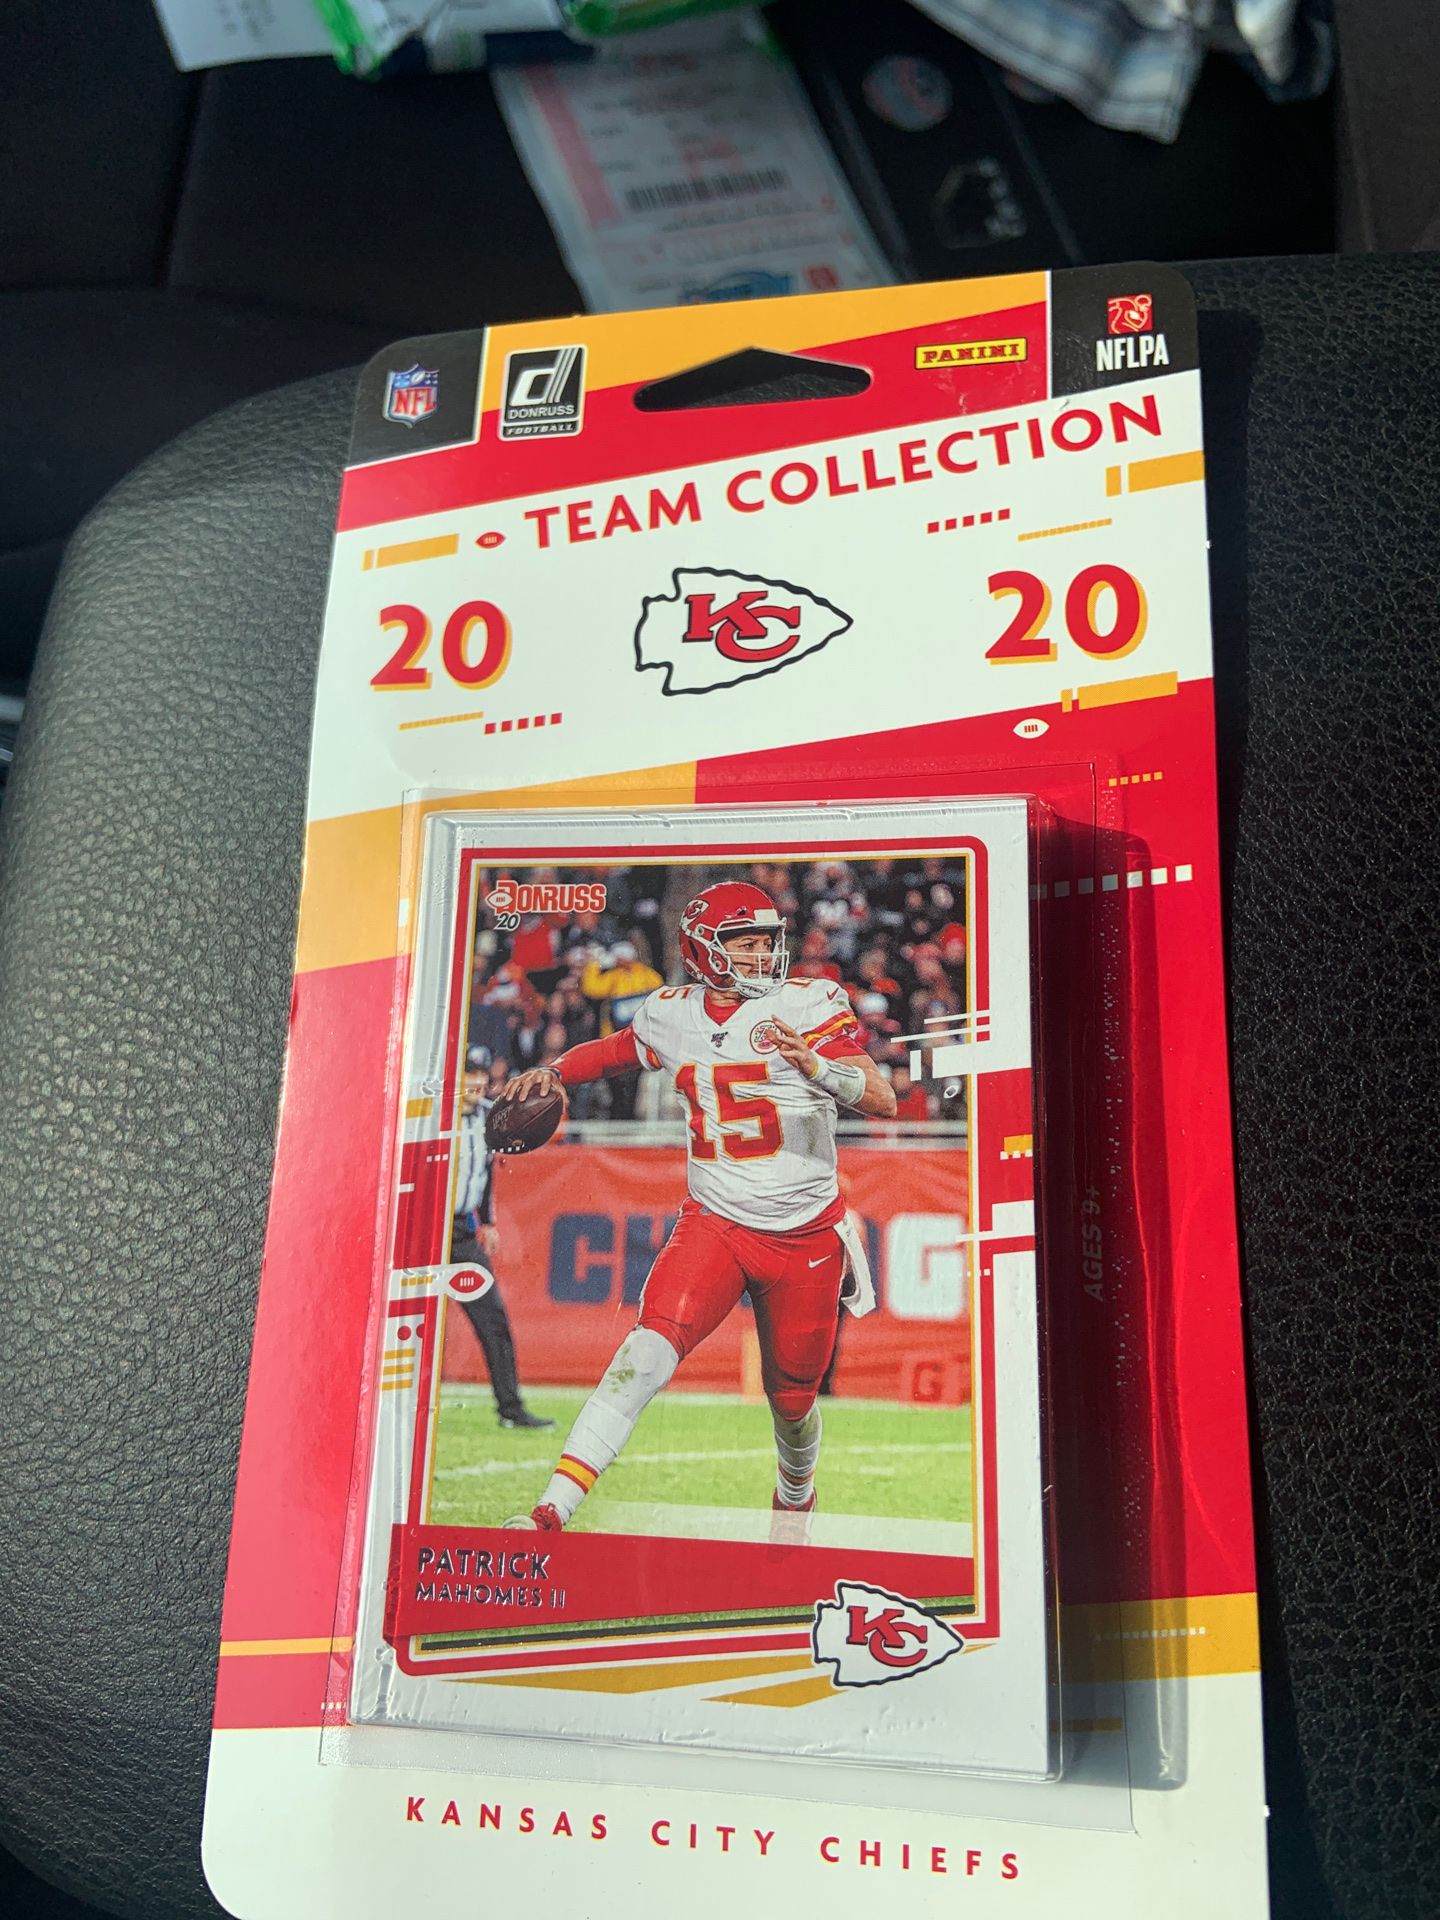 NFL
DONRUSS
FOOTBALL
PANINI
NFLPA
TEAM COLLECTION
20
KC
20
DONRUSS
20
15
15
AGES 9+
PATRICK
MAHOMES II
KC
KANSAS CITY CHIEFS